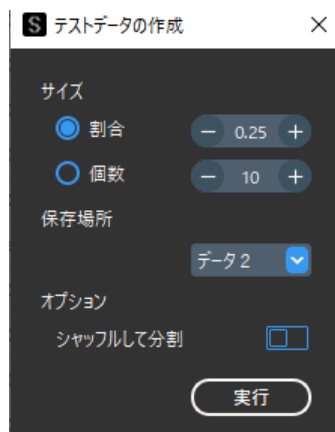 S テストデータの作成
サイズ
割合 － 0.25 ＋
個数 － 10 ＋
保存場所
データ 2
オプション
シャッフルして分割
実行